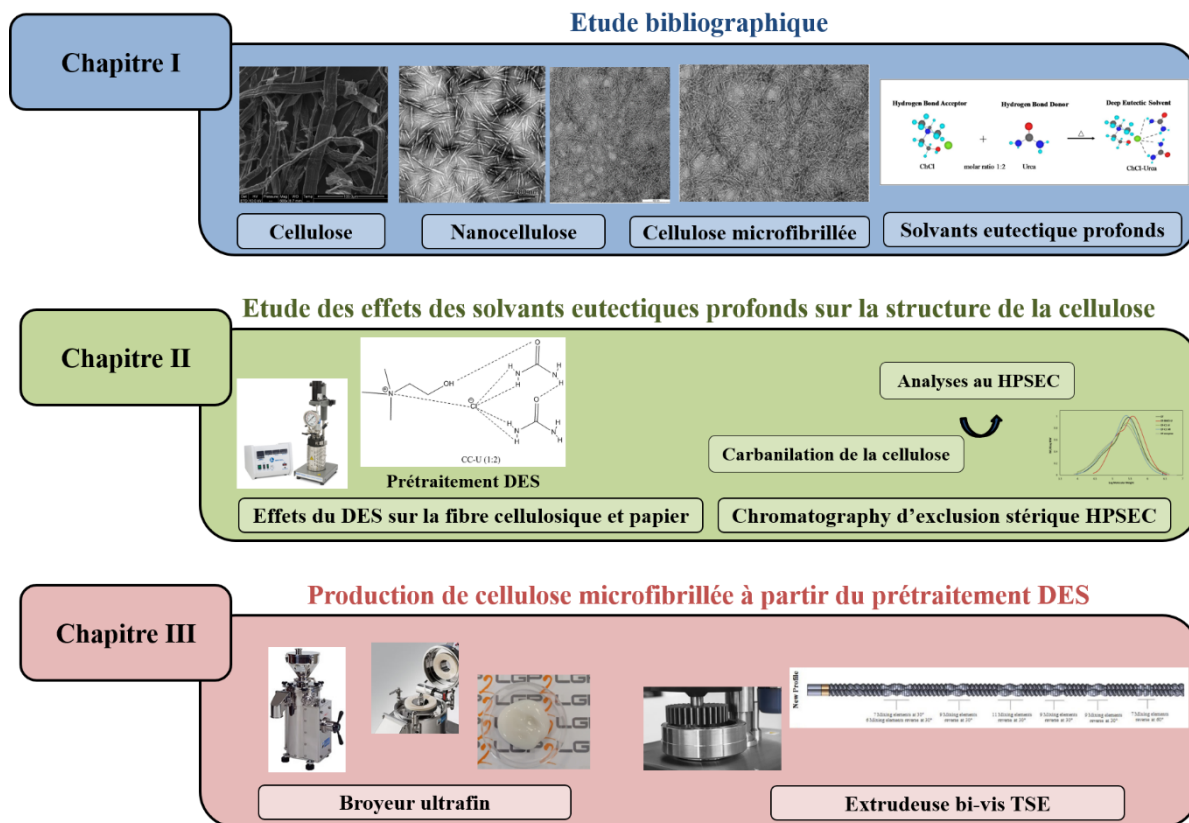 Etude bibliographique
Chapitre I
Hydrogen Bond Acceptor
Hydrogen Bond Donor
Deep Eutectic Solvent
+
△
ChCl
molar ratio 1:2
Urea
ChCl-Urea
Cellulose
Nanocellulose
Cellulose microfibrillée
Solvants eutectique profonds
Etude des effets des solvants eutectiques profonds sur la structure de la cellulose
Chapitre II
O
OH
N
H
N
H
N
H
H
Cl
O
H
N
H
N
H
H
CC-U (1:2)
Prétraitement DES
Analyses au HPSEC
Carbanilation de la cellulose
Effets du DES sur la fibre cellulosique et papier
Chromatography d'exclusion stérique HPSEC
Production de cellulose microfibrillée à partir du prétraitement DES
Chapitre III
2LGP2LGP
New Profile
Broyeur ultrafin
Extrudeuse bi-vis TSE